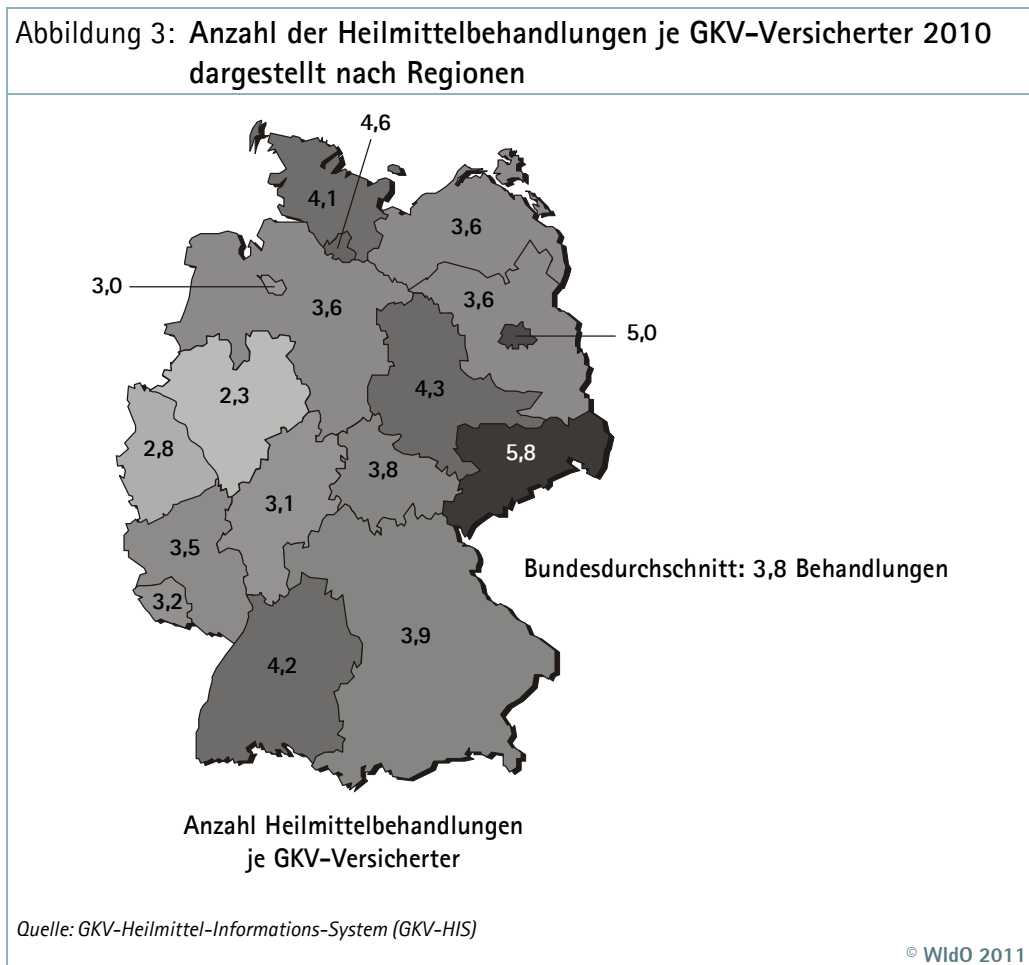 Abbildung 3: Anzahl der Heilmittelbehandlungen je GKV-Versicherter 2010
dargestellt nach Regionen
4,6
4,1
3,6
3,0
3,6
3,6
5,0
2,3
4,3
2,8
5,8
3,8
3,1
3,5
Bundesdurchschnitt: 3,8 Behandlungen
3,2
3,9
4,2
Anzahl Heilmittelbehandlungen
je GKV-Versicherter
Quelle: GKV-Heilmittel-Informations-System (GKV-HIS)
© WIdO 2011